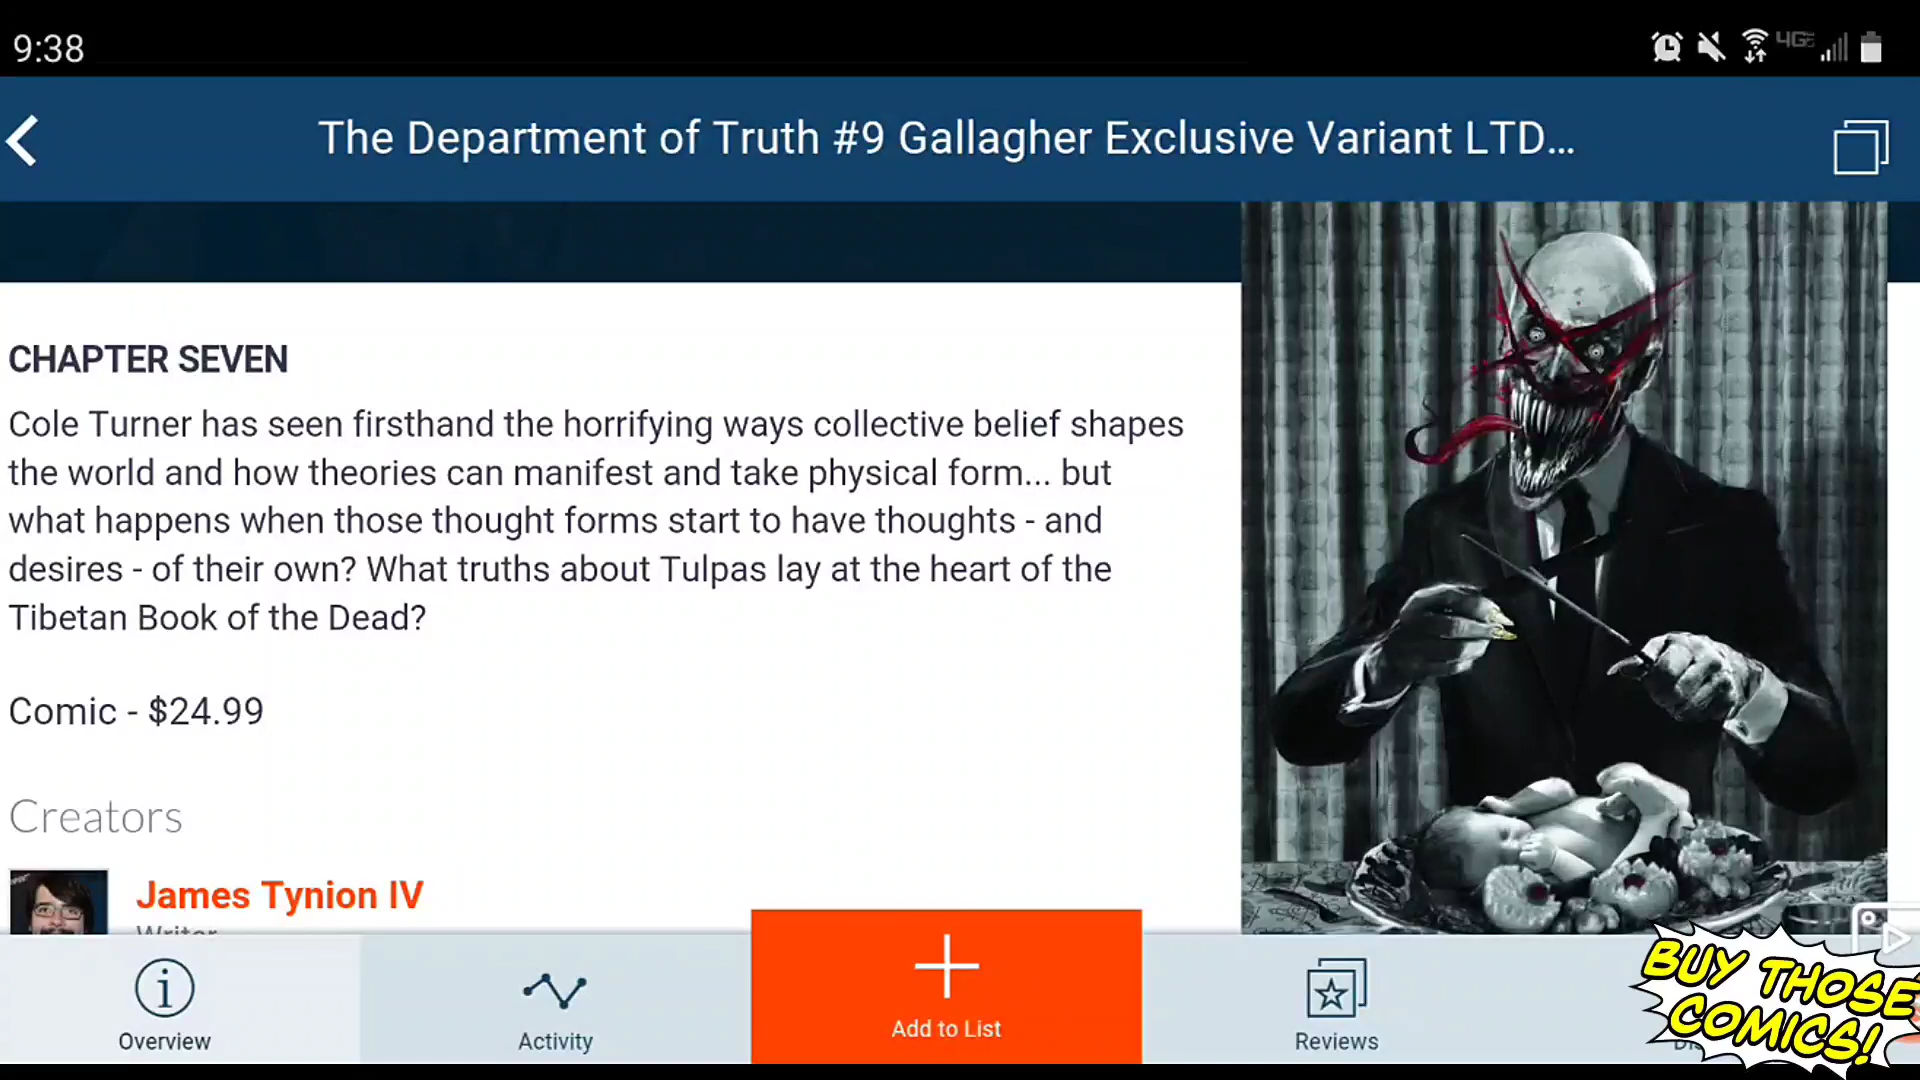 9:38
4G
The Department of Truth #9 Gallagher Exclusive Variant LTD...
CHAPTER SEVEN
Cole Turner has seen firsthand the horrifying ways collective belief shapes
the world and how theories can manifest and take physical form... but
what happens when those thought forms start to have thoughts - and
desires - of their own? What truths about Tulpas lay at the heart of the
Tibetan Book of the Dead?
Comic - $24.99
Creators
James Tynion IV
Writer
Overview
Activity
Add to List
Reviews
BUY THOSE
COMICS!